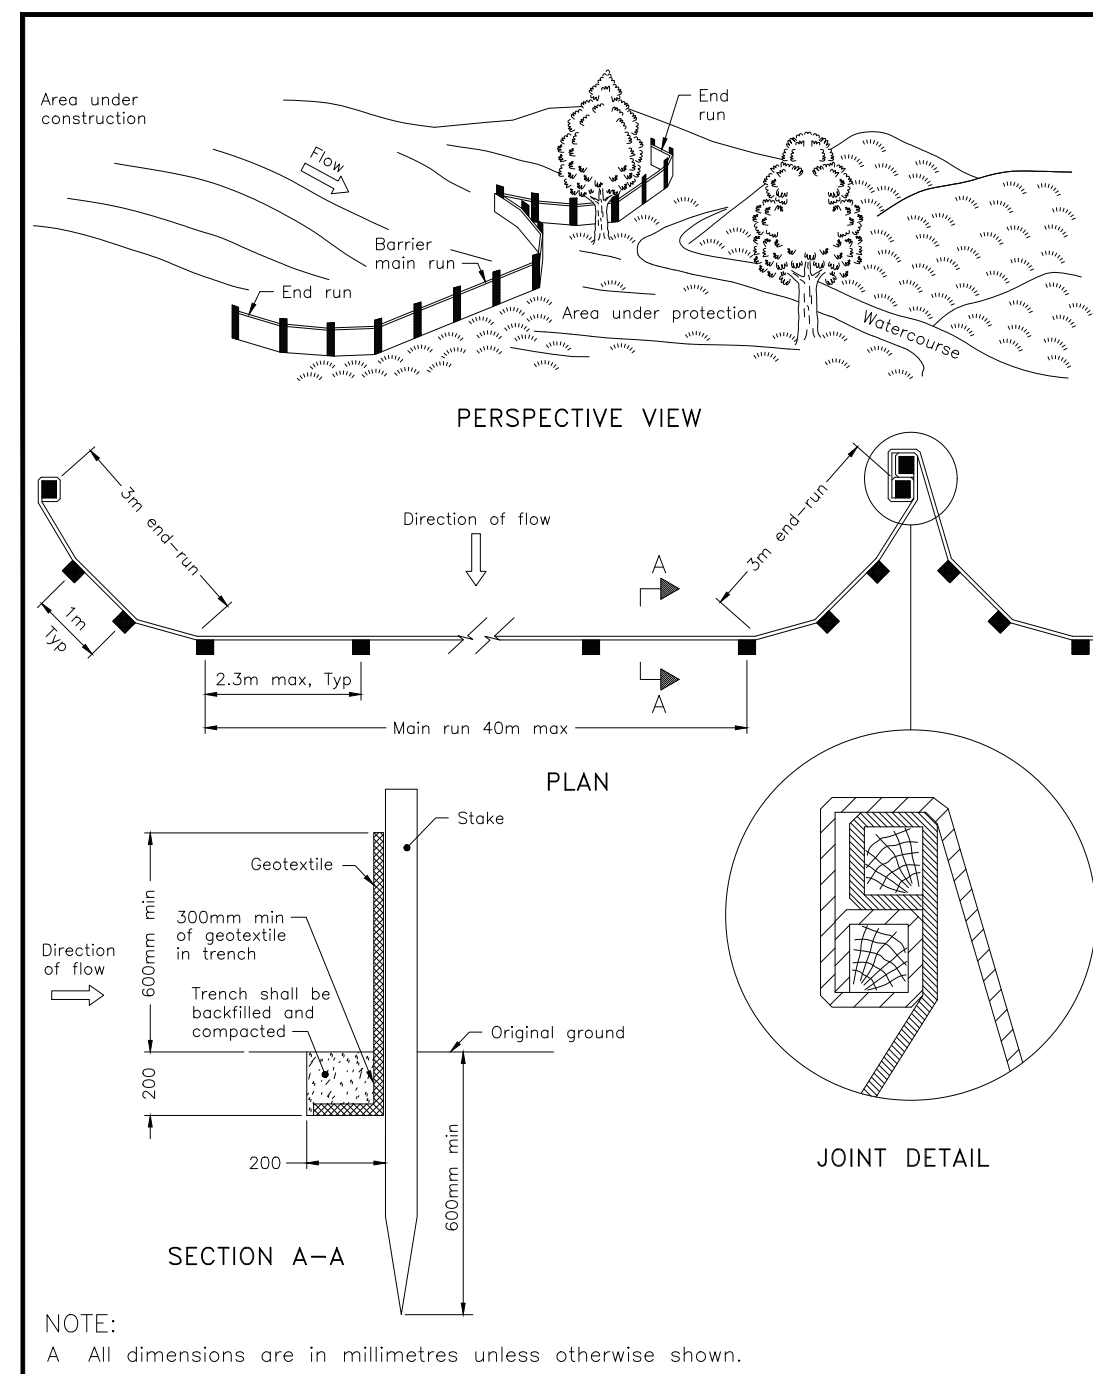 Area under
construction
Flow
End
run
Barrier
main run
End run
Area under protection
Watercourse
PERSPECTIVE VIEW
3m end-run
Direction of flow
3m end-run
A
1m
Typ
2.3m max, Typ
A
Main run 40m max
PLAN
Stake
Geotextile
600mm min
300mm min
of geotextile
in trench
Direction
of flow
Trench shall be
backfilled and
compacted
Original ground
200
200
600mm min
JOINT DETAIL
SECTION A-A
NOTE:
A All dimensions are in millimetres unless otherwise shown.